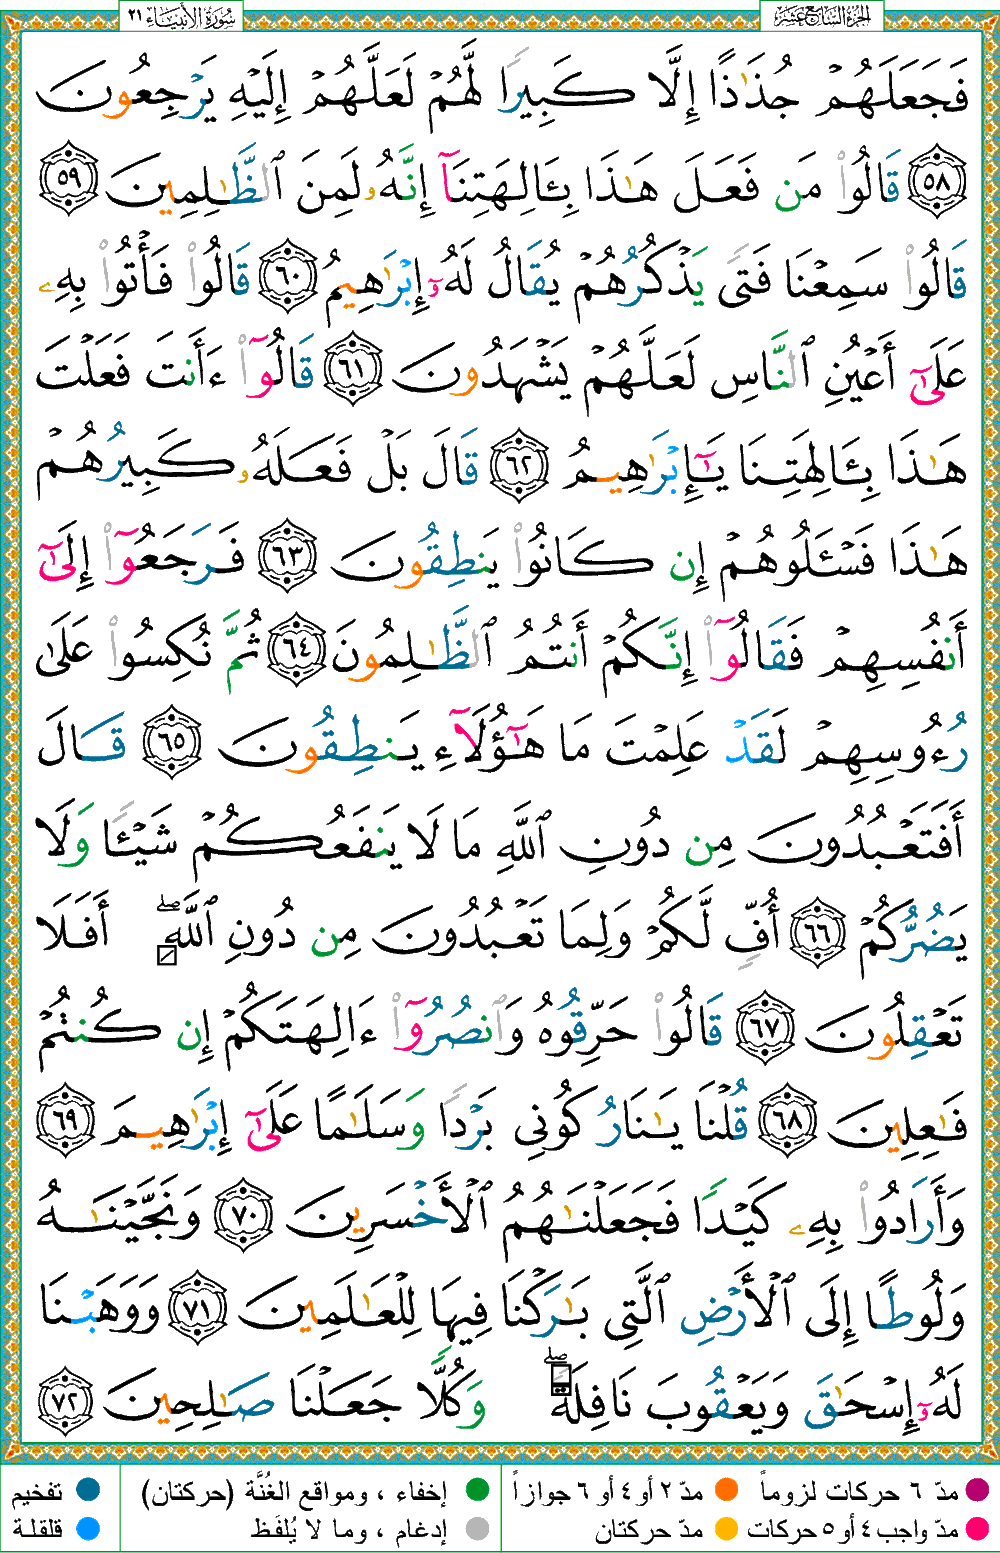 الجزء السابع عشر
سورة الأنبياء ٢١
فَجَعَلَهُمْ جُذَٰذًا إِلَّا كَبِيرًا لَّهُمْ لَعَلَّهُمْ إِلَيْهِ يَرْجِعُونَ
٥٨ قَالُوا۟ مَن فَعَلَ هَٰذَا بِـَٔالِهَتِنَآ إِنَّهُۥ لَمِنَ ٱلظَّٰلِمِينَ ٥٩
قَالُوا۟ سَمِعْنَا فَتًى يَذْكُرُهُمْ يُقَالُ لَهُۥٓ إِبْرَٰهِيمُ ٦٠ قَالُوا۟ فَأْتُوا۟ بِهِۦ
عَلَىٰٓ أَعْيُنِ ٱلنَّاسِ لَعَلَّهُمْ يَشْهَدُونَ ٦١ قَالُوٓا۟ ءَأَنتَ فَعَلْتَ
هَٰذَا بِـَٔالِهَتِنَا يَٰٓإِبْرَٰهِيمُ ٦٢ قَالَ بَلْ فَعَلَهُۥ كَبِيرُهُمْ
هَٰذَا فَسْـَٔلُوهُمْ إِن كَانُوا۟ يَنطِقُونَ ٦٣ فَرَجَعُوٓا۟ إِلَىٰٓ
أَنفُسِهِمْ فَقَالُوٓا۟ إِنَّكُمْ أَنتُمُ ٱلظَّٰلِمُونَ ٦٤ ثُمَّ نُكِسُوا۟ عَلَىٰ
رُءُوسِهِمْ لَقَدْ عَلِمْتَ مَا هَٰٓؤُلَآءِ يَنطِقُونَ ٦٥ قَالَ
أَفَتَعْبُدُونَ مِن دُونِ ٱللَّهِ مَا لَا يَنفَعُكُمْ شَيْـًٔا وَلَا
يَضُرُّكُمْ ٦٦ أُفٍّ لَّكُمْ وَلِمَا تَعْبُدُونَ مِن دُونِ ٱللَّهِ ۖ أَفَلَا
تَعْقِلُونَ ٦٧ قَالُوا۟ حَرِّقُوهُ وَٱنصُرُوٓا۟ ءَالِهَتَكُمْ إِن كُنتُمْ
فَٰعِلِينَ ٦٨ قُلْنَا يَٰنَارُ كُونِى بَرْدًا وَسَلَٰمًا عَلَىٰٓ إِبْرَٰهِيمَ ٦٩
وَأَرَادُوا۟ بِهِۦ كَيْدًا فَجَعَلْنَٰهُمُ ٱلْأَخْسَرِينَ ٧٠ وَنَجَّيْنَٰهُ
وَلُوطًا إِلَى ٱلْأَرْضِ ٱلَّتِى بَٰرَكْنَا فِيهَا لِلْعَٰلَمِينَ ٧١ وَوَهَبْنَا
لَهُۥٓ إِسْحَٰقَ وَيَعْقُوبَ نَافِلَةً ۖ وَكُلًّا جَعَلْنَا صَٰلِحِينَ ٧٢
مدّ ٦ حركات لزوماً مدّ ٢ أو ٤ أو ٦ جوازاً إخفاء ، ومواقع الغُنَّة (حركتان) تفخيم
مدّ واجب ٤ أو ٥ حركات مدّ حركتان إدغام ، وما لا يُلفَظ قلقلة